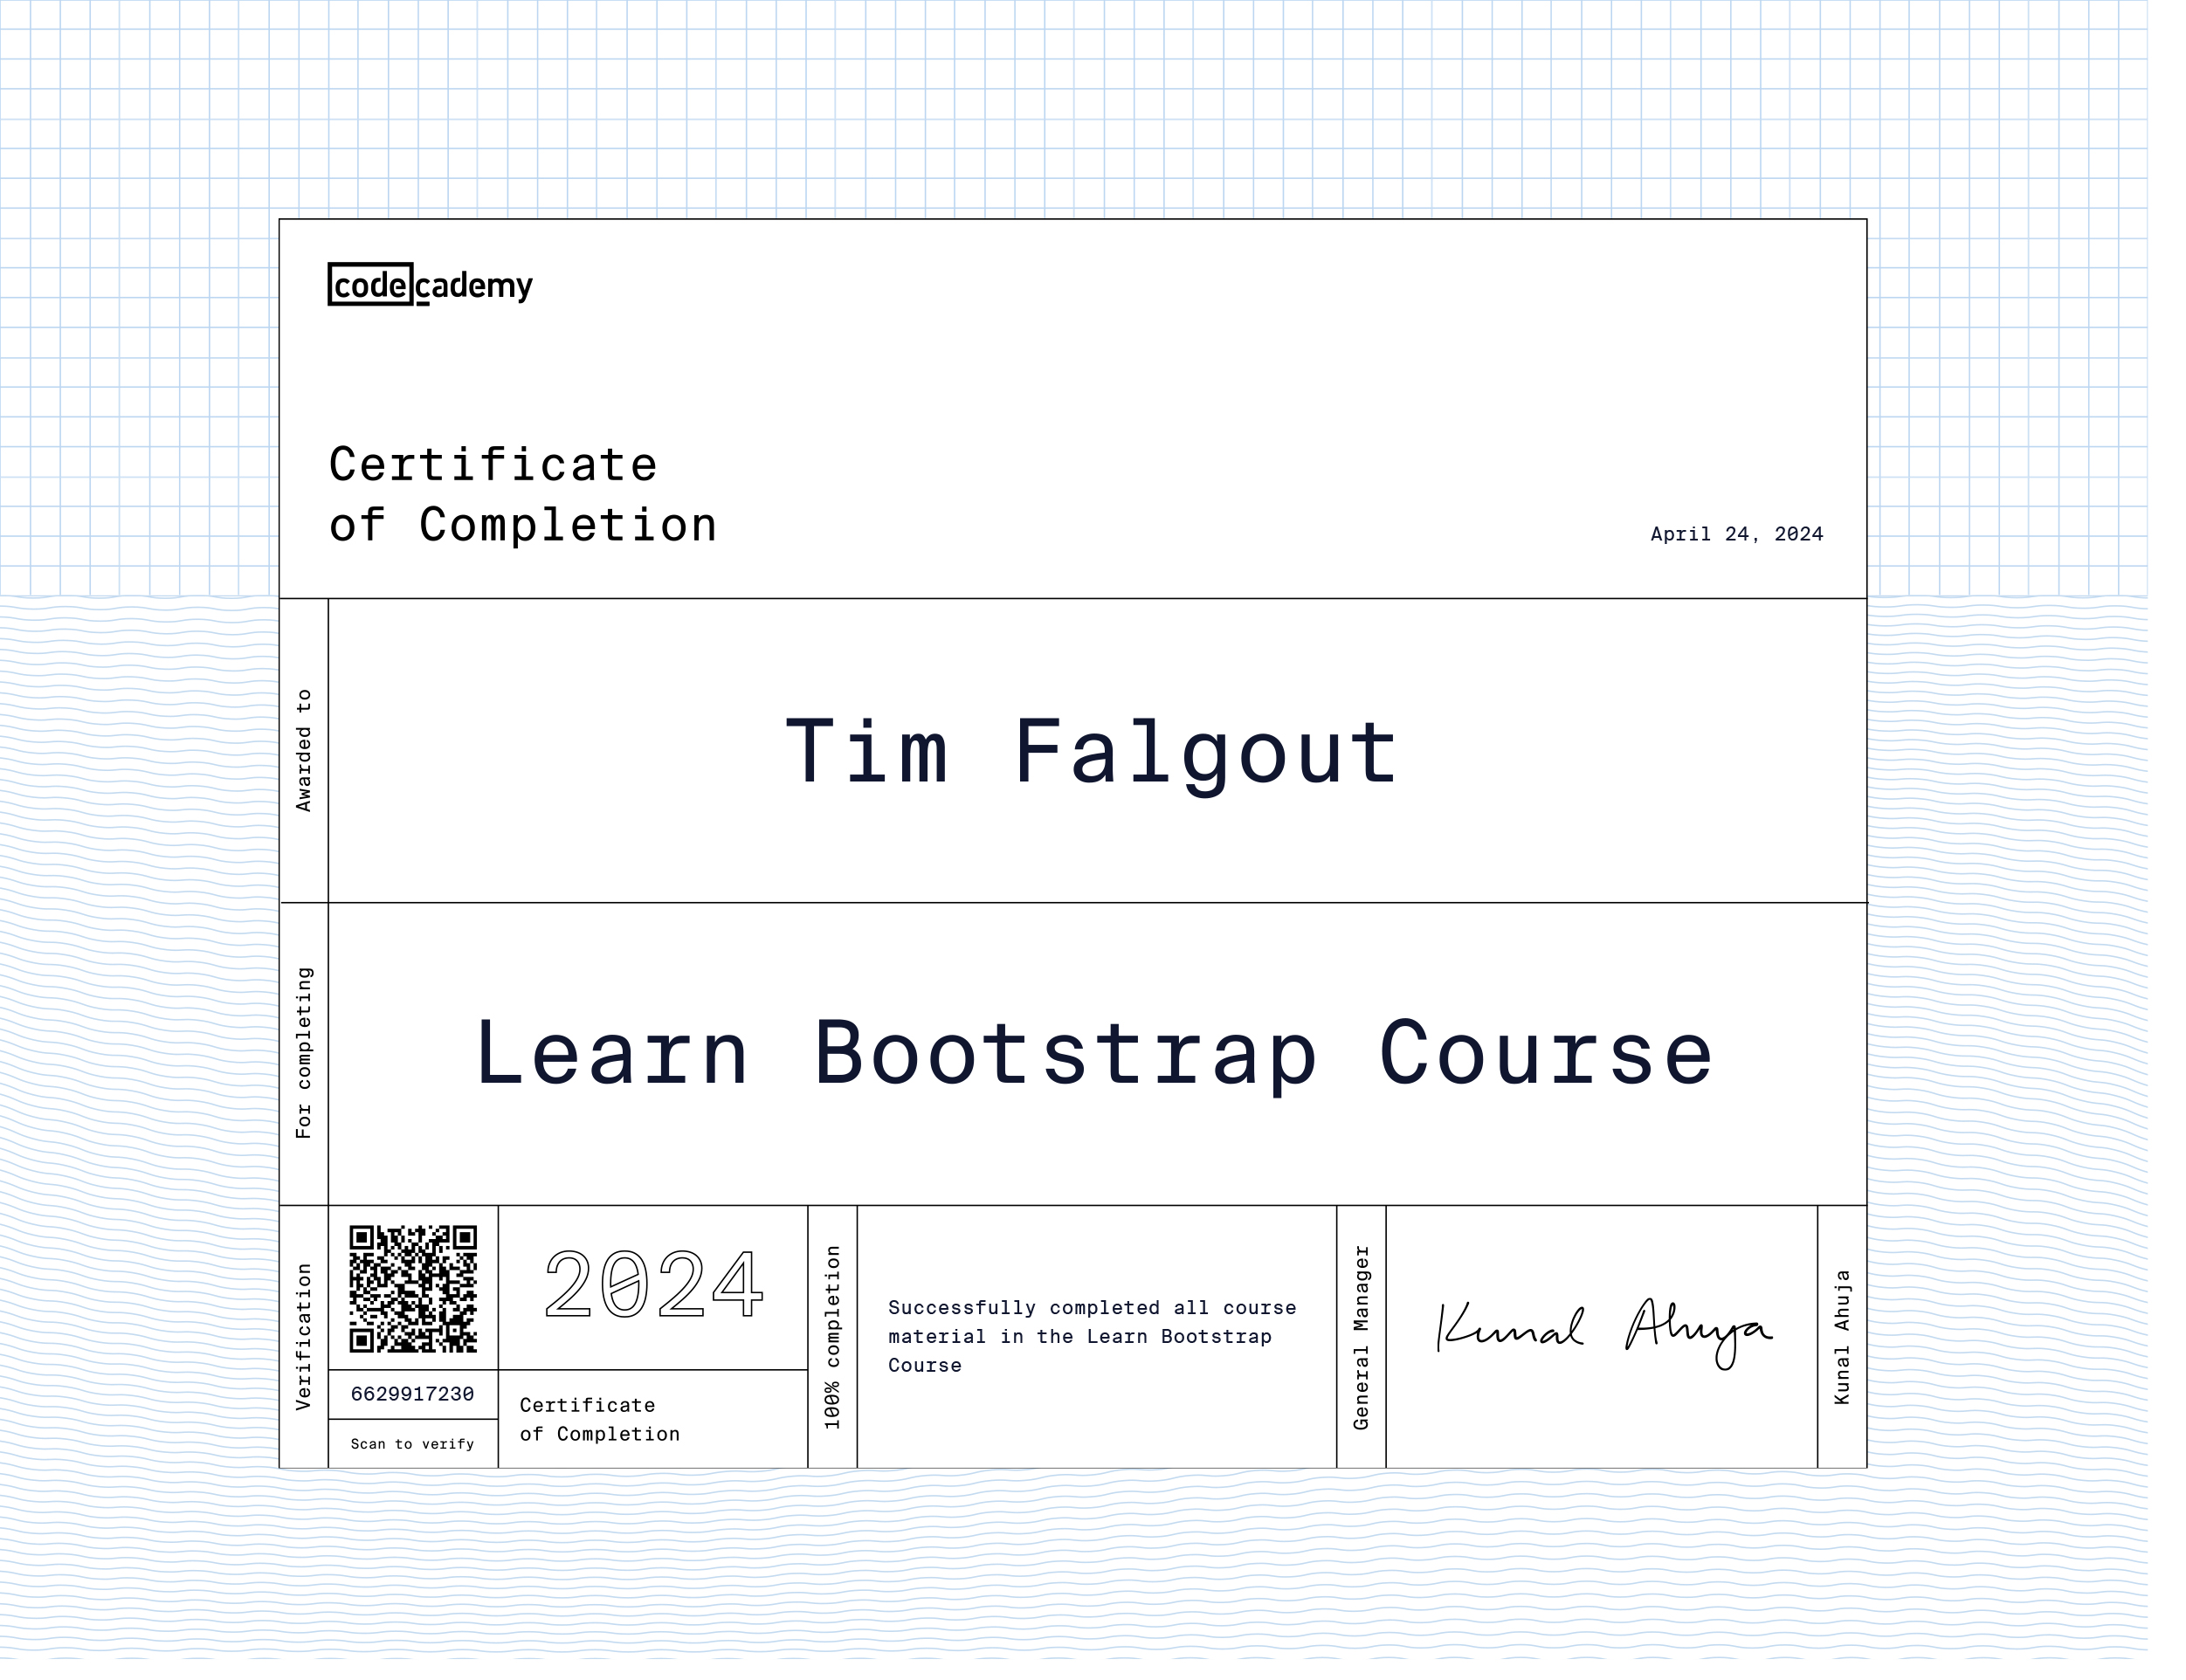 codecademy
Certificate
of Completion
April 24, 2024
Awarded to
Tim Falgout
For completing
Learn Bootstrap Course
Verification
6629917230
Scan to verify
2024
Certificate
of Completion
100% completion
Successfully completed all course
material in the Learn Bootstrap
Course
General Manager
Kunal Ahuja
Kunal Ahuja